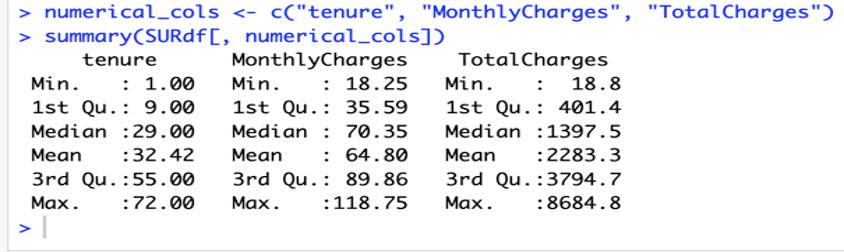 > numerical_cols <- c("tenure", "MonthlyCharges", "TotalCharges")
> summary(SURdf[, numerical_cols])
     tenure      MonthlyCharges    TotalCharges
 Min.   : 1.00   Min.   : 18.25   Min.   :  18.8
 1st Qu.: 9.00   1st Qu.: 35.59   1st Qu.: 401.4
 Median :29.00   Median : 70.35   Median :1397.5
 Mean   :32.42   Mean   : 64.80   Mean   :2283.3
 3rd Qu.:55.00   3rd Qu.: 89.86   3rd Qu.:3794.7
 Max.   :72.00   Max.   :118.75   Max.   :8684.8
>